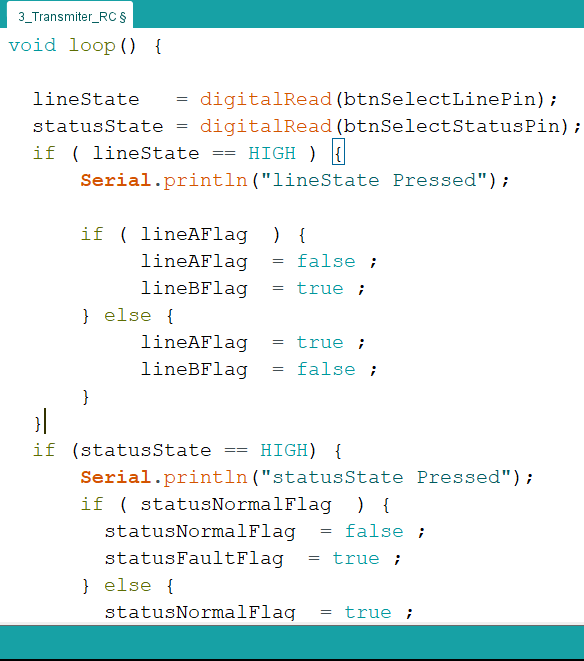 3_Transmiter_RC §
void loop() {
lineState = digitalRead(btnSelectLinePin);
statusState = digitalRead(btnSelectStatusPin);
if ( lineState == HIGH ) {
Serial.println("lineState Pressed");
if ( lineAFlag ) {
lineAFlag = false ;
lineBFlag = true ;
} else {
lineAFlag = true ;
lineBFlag = false ;
}
}
if (statusState == HIGH) {
Serial.println("statusState Pressed");
if ( statusNormalFlag ) {
statusNormalFlag = false ;
statusFaultFlag = true ;
} else {
statusNormalFlag = true ;